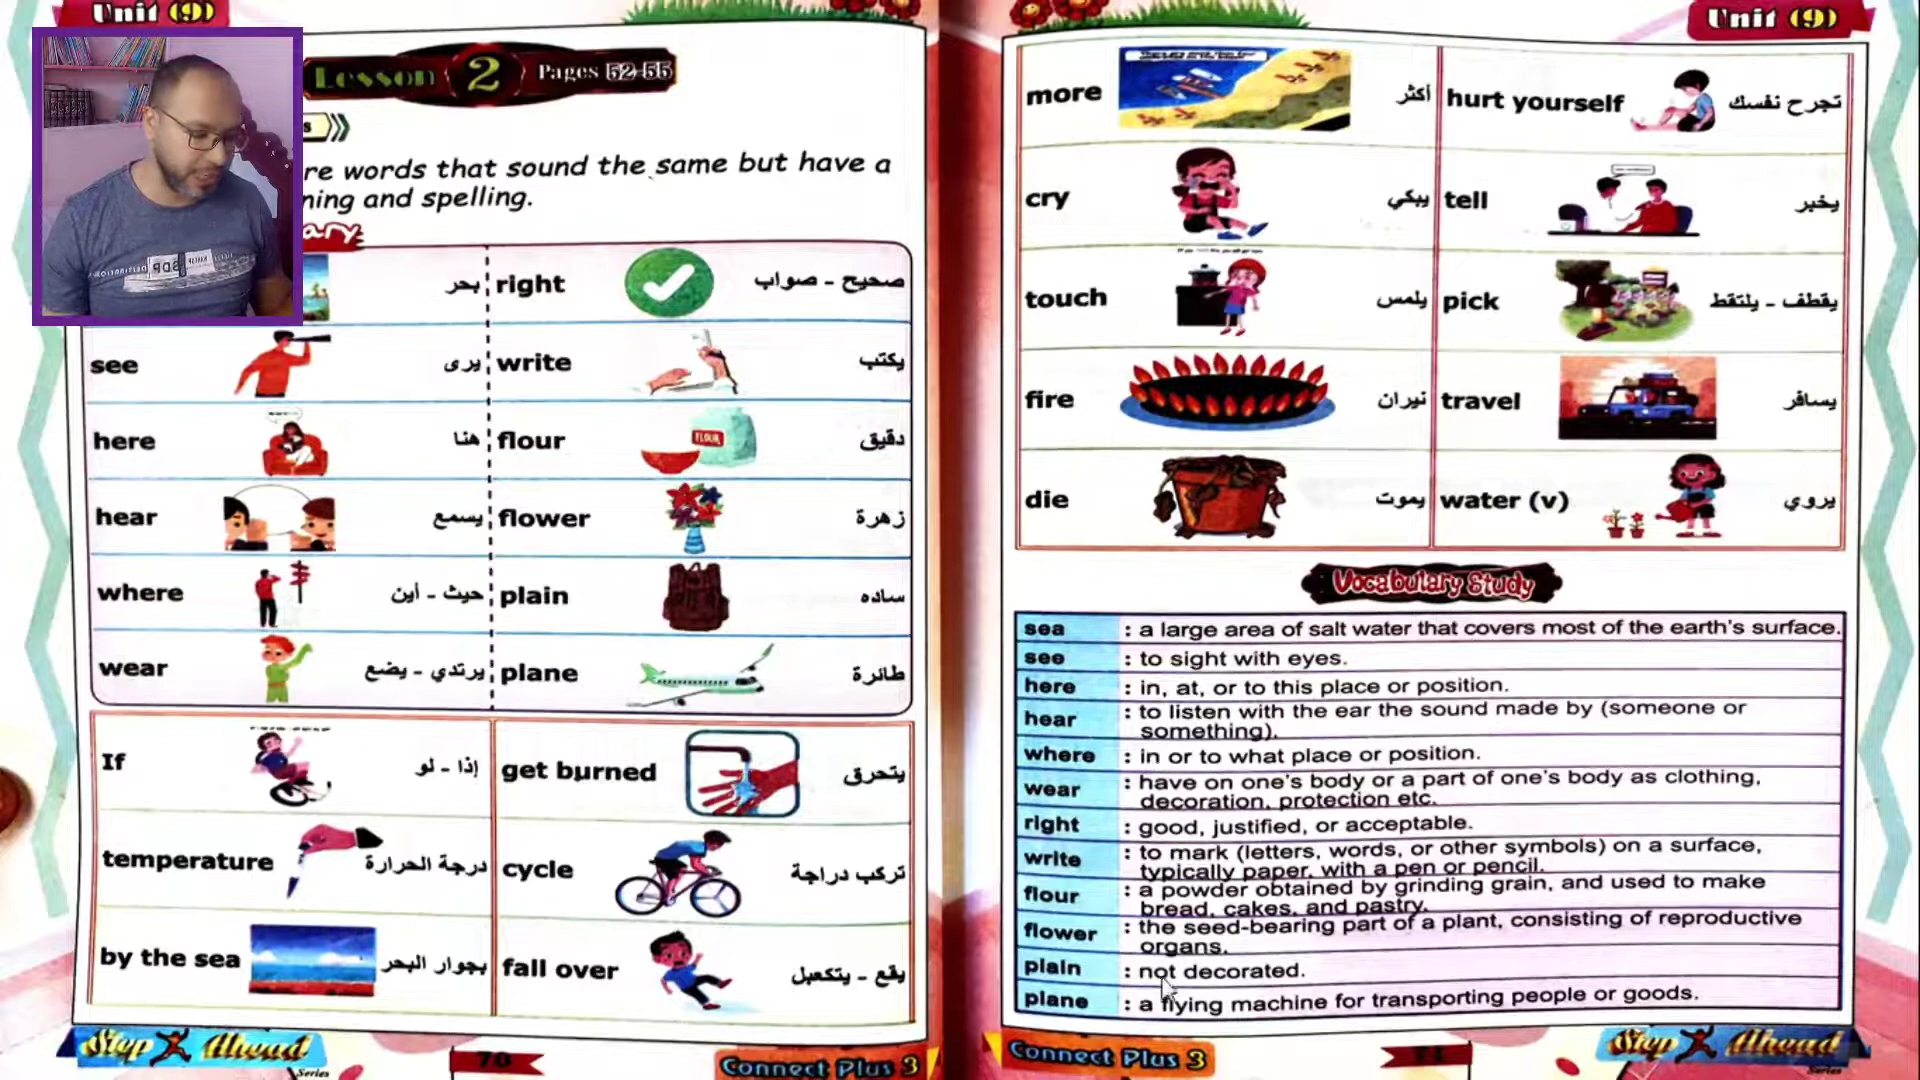 Unit (9)
Lesson 2 Pages 52-55
re words that sound the same but have a
ning and spelling.
ary
بحر
right
صحيح - صواب
see
يرى
write
يكتب
here
هنا
flour
FLOUR
دقيق
hear
يسمع
flower
زهرة
where
حيث - أين
plain
ساده
wear
يرتدي - يضع
plane
طائرة
If
إذا - لو
get burned
يتحرق
temperature
درجة الحرارة
cycle
تركب دراجة
by the sea
بجوار البحر
fall over
يقع - يتكعبل
Step Ahead
Series
70
Connect Plus 3
Unit (9)
more
أكثر
hurt yourself
تجرح نفسك
cry
يبكي
tell
يخبر
touch
يلمس
pick
يقطف - يلتقط
fire
نيران
travel
يسافر
die
يموت
water (v)
يروي
Vocabulary Study
sea : a large area of salt water that covers most of the earth's surface.
see : to sight with eyes.
here : in, at, or to this place or position.
hear : to listen with the ear the sound made by (someone or
something).
where : in or to what place or position.
wear : have on one's body or a part of one's body as clothing,
decoration, protection etc.
right : good, justified, or acceptable.
write : to mark (letters, words, or other symbols) on a surface,
typically paper, with a pen or pencil.
flour : a powder obtained by grinding grain, and used to make
bread, cakes, and pastry.
flower : the seed-bearing part of a plant, consisting of reproductive
organs.
plain : not decorated.
plane : a flying machine for transporting people or goods.
Connect Plus 3
71
Step Ahead
Series